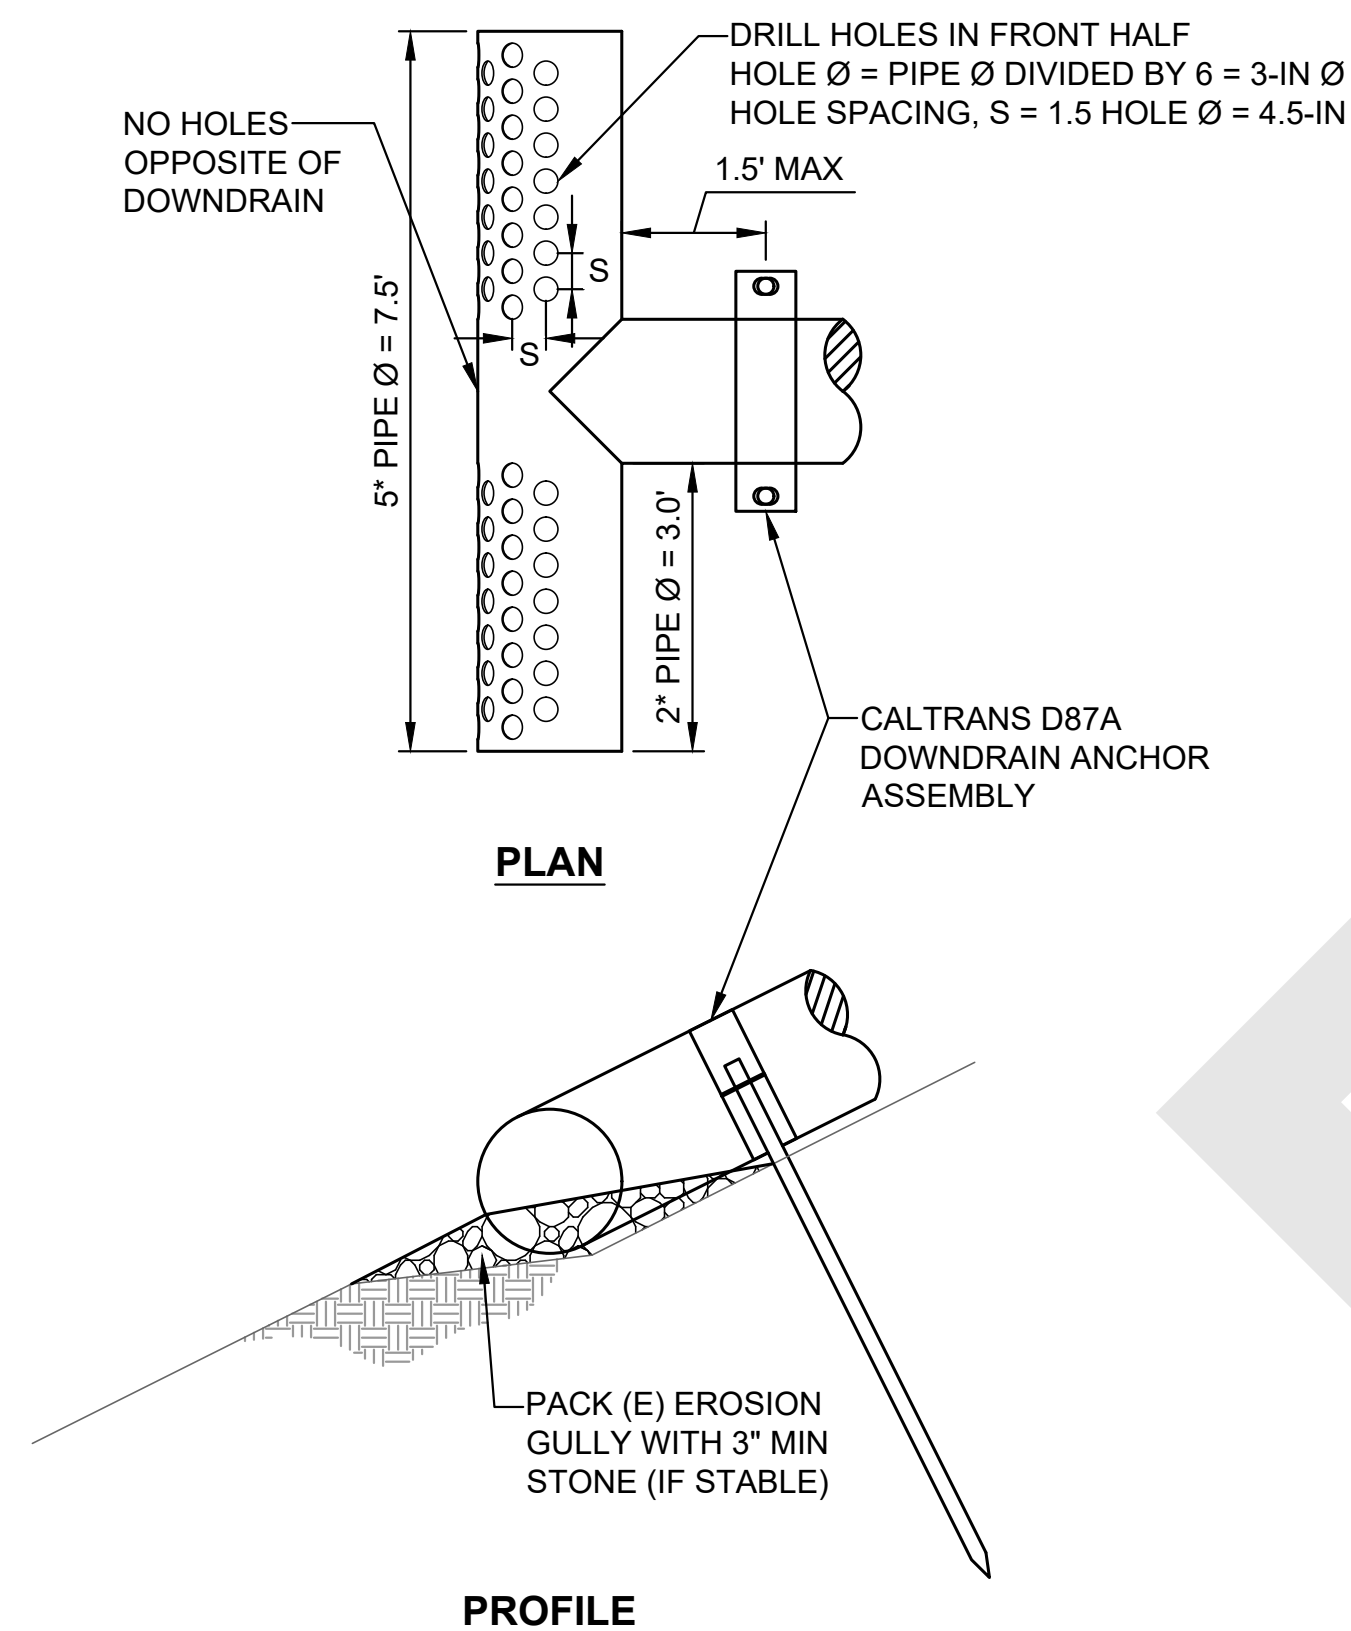 DRILL HOLES IN FRONT HALF
HOLE Ø = PIPE Ø DIVIDED BY 6 = 3-IN Ø
HOLE SPACING, S = 1.5 HOLE Ø = 4.5-IN
NO HOLES
OPPOSITE OF
DOWNDRAIN
1.5' MAX
S
S
5* PIPE Ø = 7.5'
2* PIPE Ø = 3.0'
CALTRANS D87A
DOWNDRAIN ANCHOR
ASSEMBLY
PLAN
PACK (E) EROSION
GULLY WITH 3" MIN
STONE (IF STABLE)
PROFILE